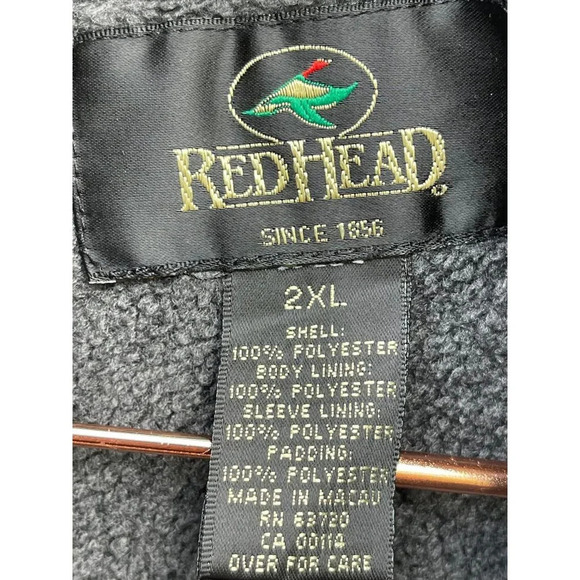 REDHEAD®
SINCE 1856
2XL
SHELL:
100% POLYESTER
BODY LINING:
100% POLYESTER
SLEEVE LINING:
100% POLYESTER
PADDING:
100% POLYESTER
MADE IN MACAU
RN 63720
CA 00114
OVER FOR CARE